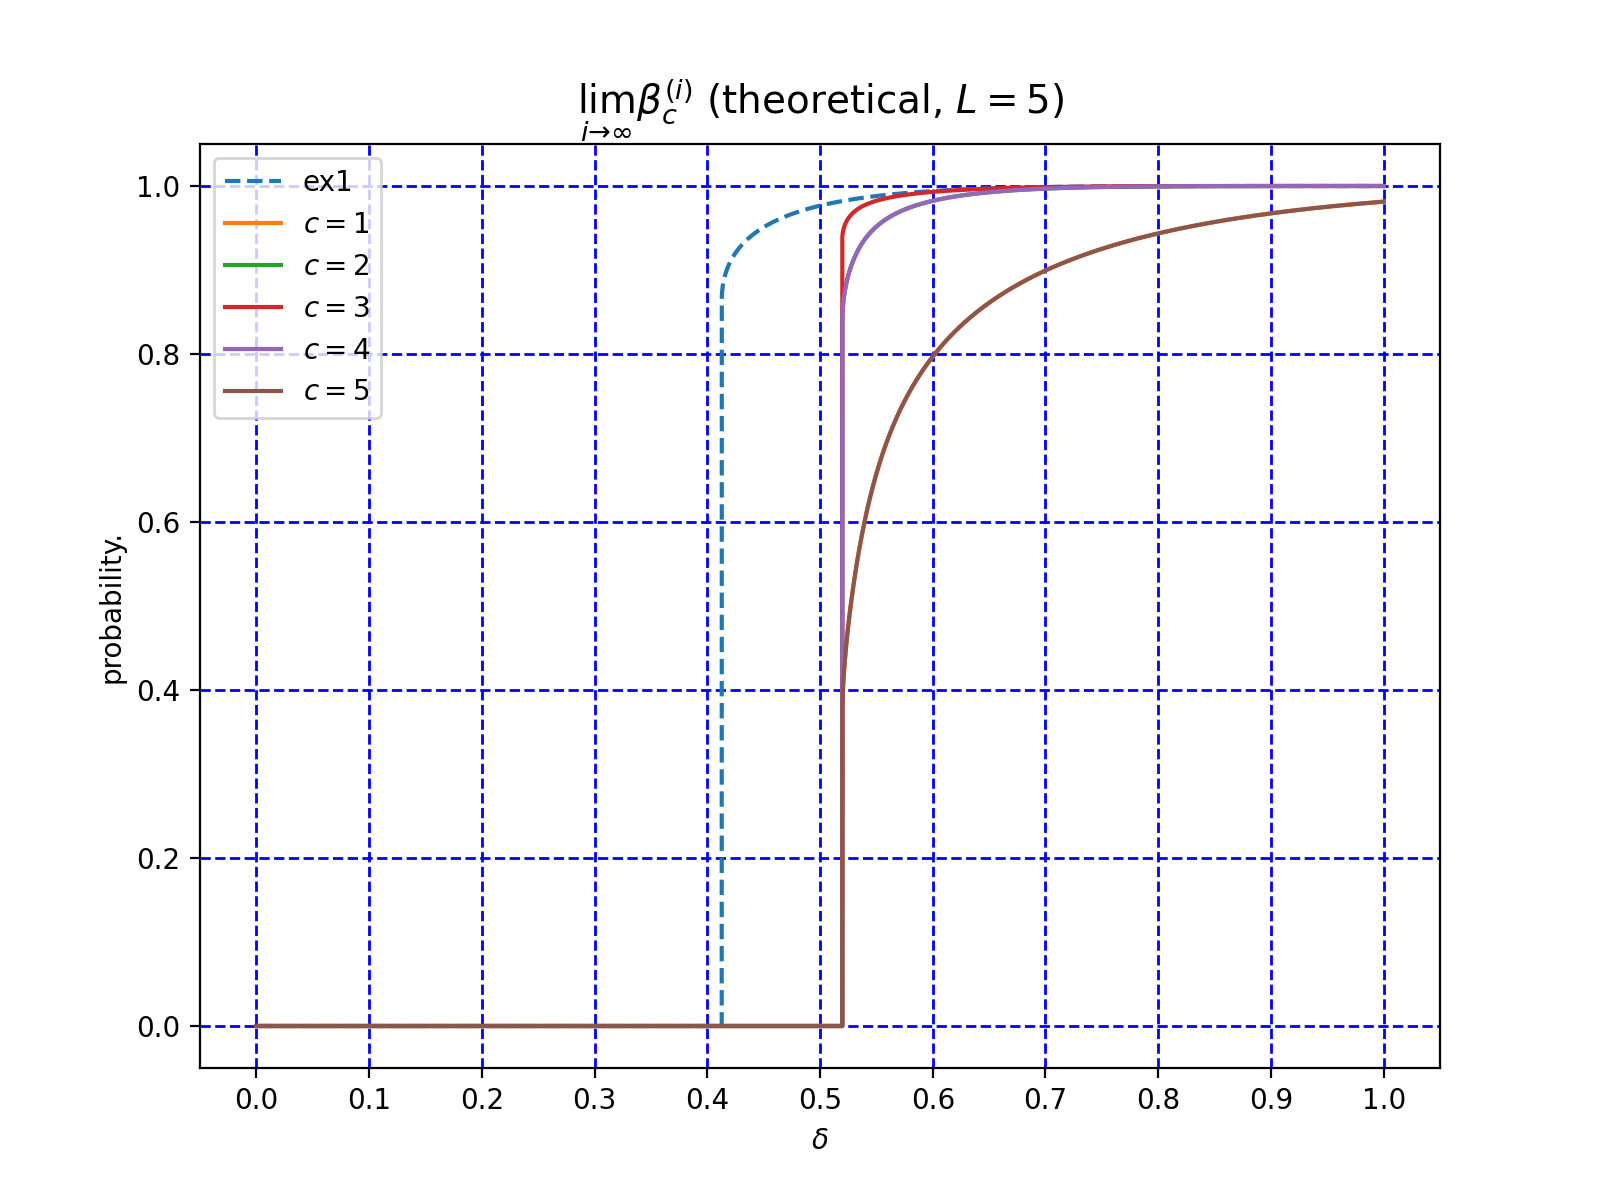 lim β_c^(i) (theoretical, L = 5)
i→∞
ex1
c = 1
c = 2
c = 3
c = 4
c = 5
1.0
0.8
0.6
0.4
0.2
0.0
probability.
0.0 0.1 0.2 0.3 0.4 0.5 0.6 0.7 0.8 0.9 1.0
δ